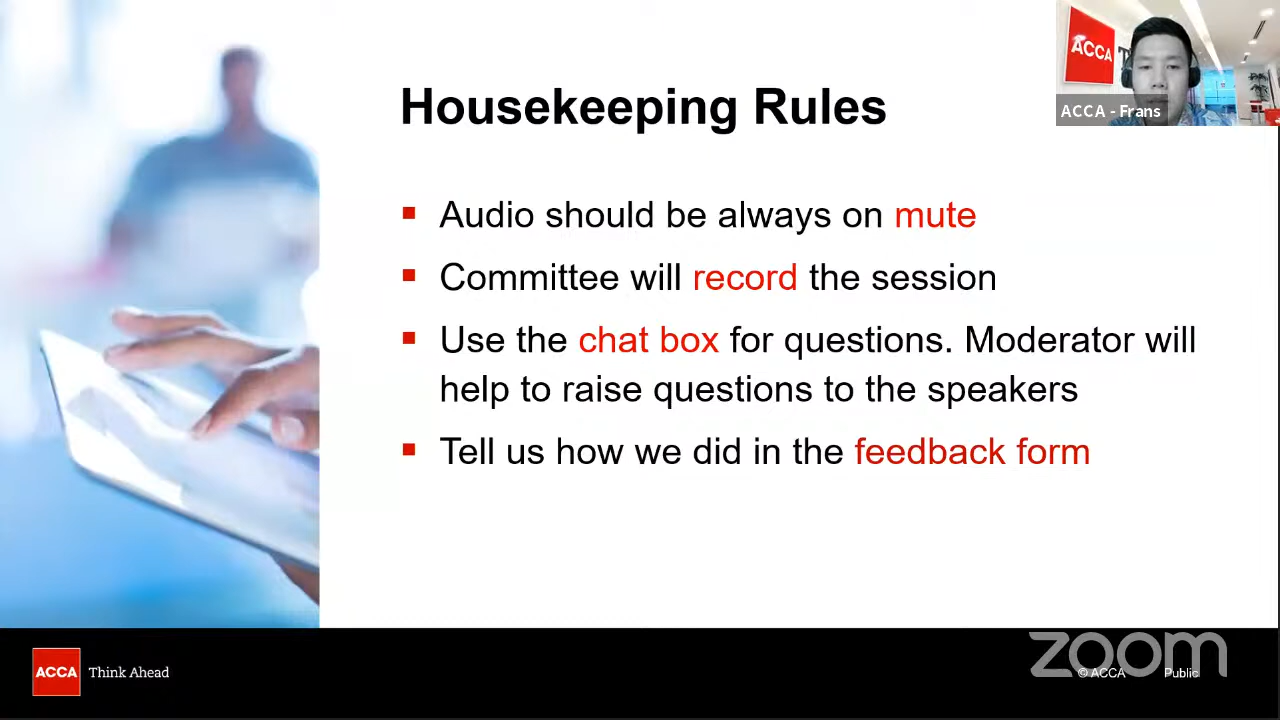 Housekeeping Rules
ACCA
ACCA - Frans
Audio should be always on mute
Committee will record the session
Use the chat box for questions. Moderator will
help to raise questions to the speakers
Tell us how we did in the feedback form
ACCA Think Ahead
zoom
© ACCA Public